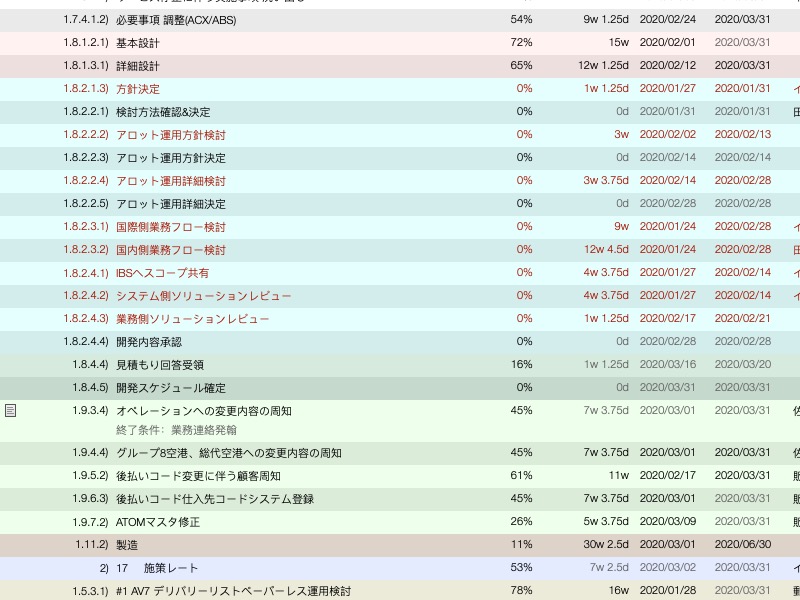 1.7.4.1.2) 必要事項 調整(ACX/ABS) 54% 9w 1.25d 2020/02/24 2020/03/31
1.8.1.2.1) 基本設計 72% 15w 2020/02/01 2020/03/31
1.8.1.3.1) 詳細設計 65% 12w 1.25d 2020/02/12 2020/03/31
1.8.2.1.3) 方針決定 0% 1w 1.25d 2020/01/27 2020/01/31 イ
1.8.2.2.1) 検討方法確認&決定 0% 0d 2020/01/31 2020/01/31 田
1.8.2.2.2) アロット運用方針検討 0% 3w 2020/02/02 2020/02/13
1.8.2.2.3) アロット運用方針決定 0% 0d 2020/02/14 2020/02/14
1.8.2.2.4) アロット運用詳細検討 0% 3w 3.75d 2020/02/14 2020/02/28
1.8.2.2.5) アロット運用詳細決定 0% 0d 2020/02/28 2020/02/28
1.8.2.3.1) 国際側業務フロー検討 0% 9w 2020/01/24 2020/02/28 イ
1.8.2.3.2) 国内側業務フロー検討 0% 12w 4.5d 2020/01/24 2020/02/28 田
1.8.2.4.1) IBSへスコープ共有 0% 4w 3.75d 2020/01/27 2020/02/14 イ
1.8.2.4.2) システム側ソリューションレビュー 0% 4w 3.75d 2020/01/27 2020/02/14 イ
1.8.2.4.3) 業務側ソリューションレビュー 0% 1w 1.25d 2020/02/17 2020/02/21
1.8.2.4.4) 開発内容承認 0% 0d 2020/02/28 2020/02/28
1.8.4.4) 見積もり回答受領 16% 1w 1.25d 2020/03/16 2020/03/20
1.8.4.5) 開発スケジュール確定 0% 0d 2020/03/31 2020/03/31
1.9.3.4) オペレーションへの変更内容の周知 45% 7w 3.75d 2020/03/01 2020/03/31 佐
終了条件: 業務連絡発翰
1.9.4.4) グループ8空港、総代空港への変更内容の周知 45% 7w 3.75d 2020/03/01 2020/03/31 佐
1.9.5.2) 後払いコード変更に伴う顧客周知 61% 11w 2020/02/17 2020/03/31 販
1.9.6.3) 後払いコード仕入先コードシステム登録 45% 7w 3.75d 2020/03/01 2020/03/31 販
1.9.7.2) ATOMマスタ修正 26% 5w 3.75d 2020/03/09 2020/03/31 販
1.11.2) 製造 11% 30w 2.5d 2020/03/01 2020/06/30
2) 17 施策レート 53% 7w 2.5d 2020/03/02 2020/03/31 イ
1.5.3.1) #1 AV7 デリバリーリストペーパーレス運用検討 78% 16w 2020/01/28 2020/03/31 郵